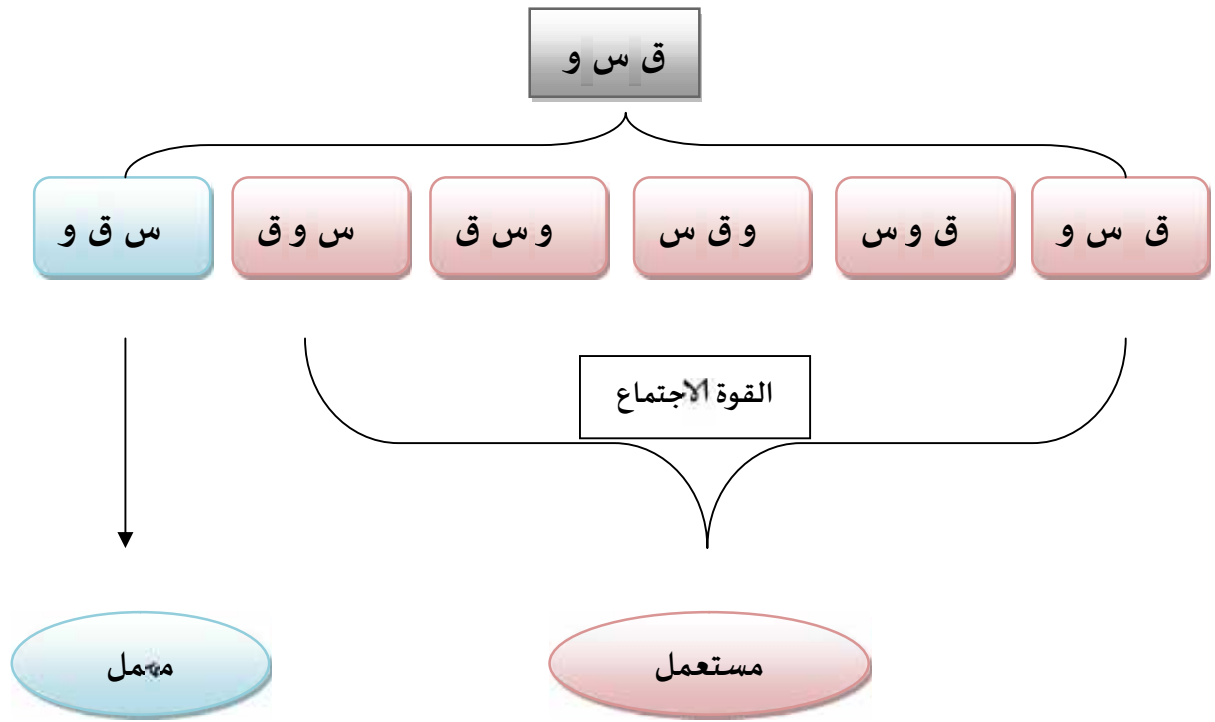 ق س و
ق س و
ق و س
و ق س
و س ق
س و ق
س ق و
القوة الاجتماع
مستعمل
مهمل